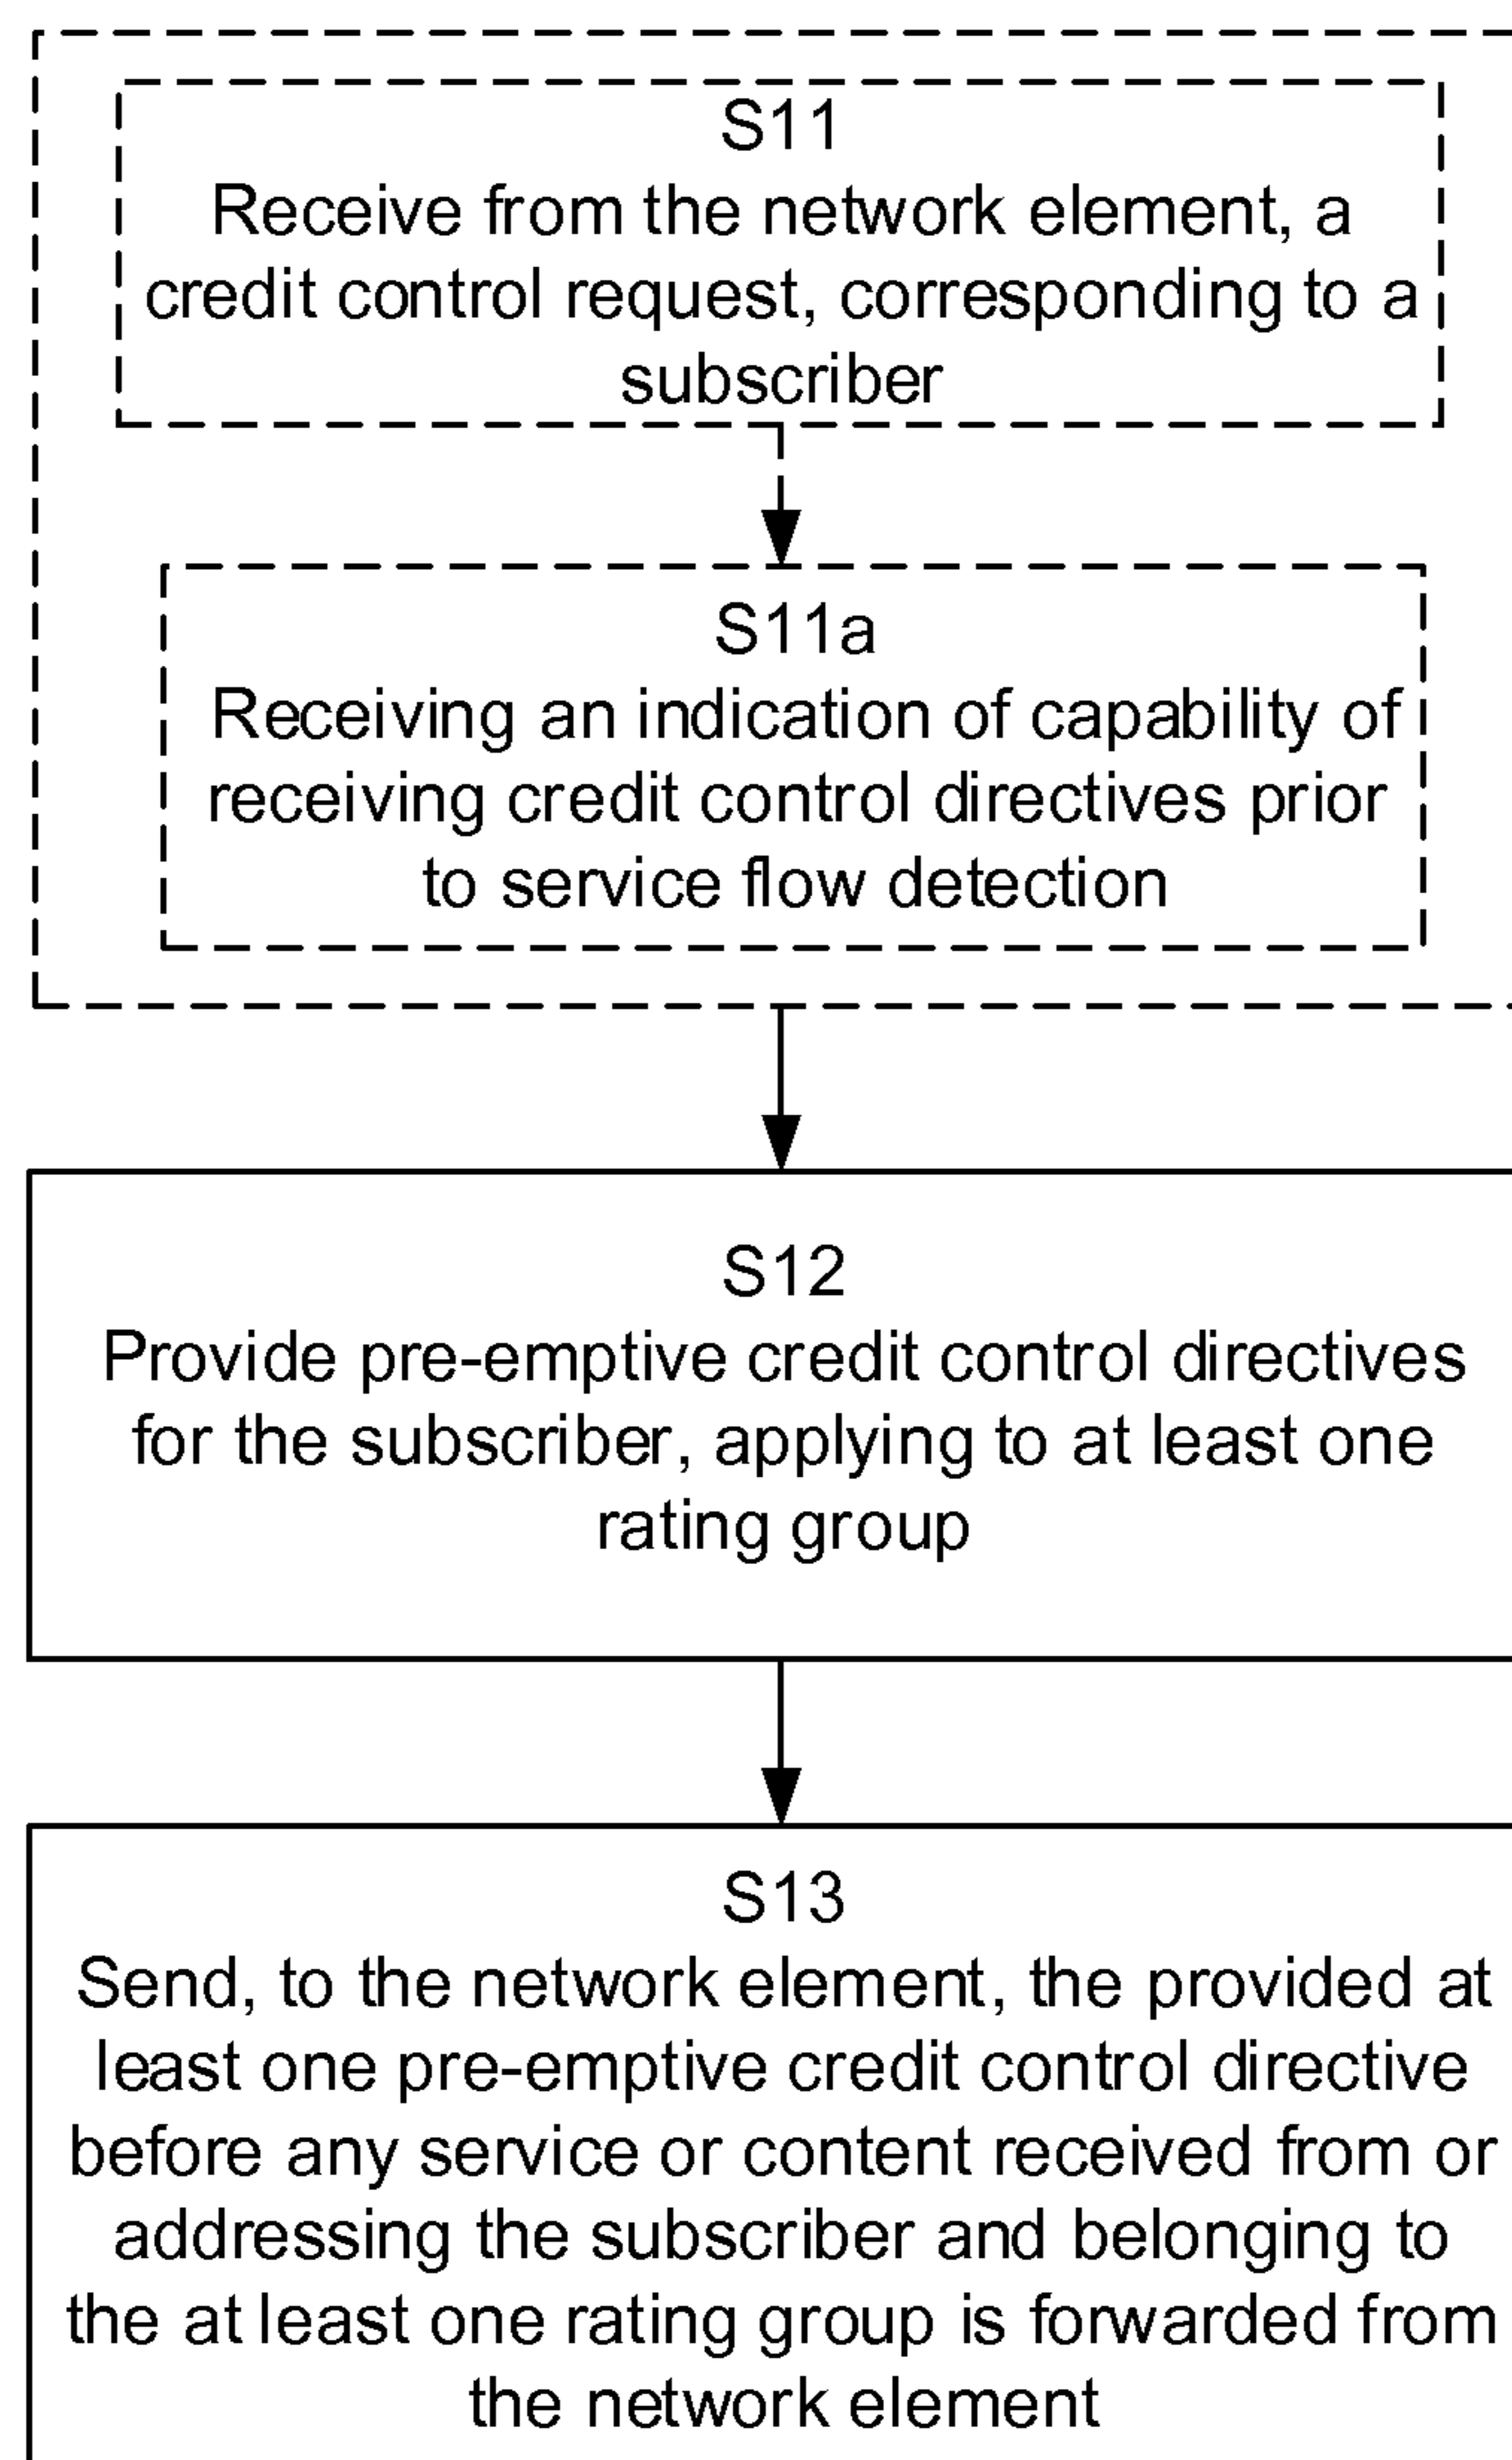 S11
Receive from the network element, a
credit control request, corresponding to a
subscriber
S11a
Receiving an indication of capability of
receiving credit control directives prior
to service flow detection
S12
Provide pre-emptive credit control directives
for the subscriber, applying to at least one
rating group
S13
Send, to the network element, the provided at
least one pre-emptive credit control directive
before any service or content received from or
addressing the subscriber and belonging to
the at least one rating group is forwarded from
the network element